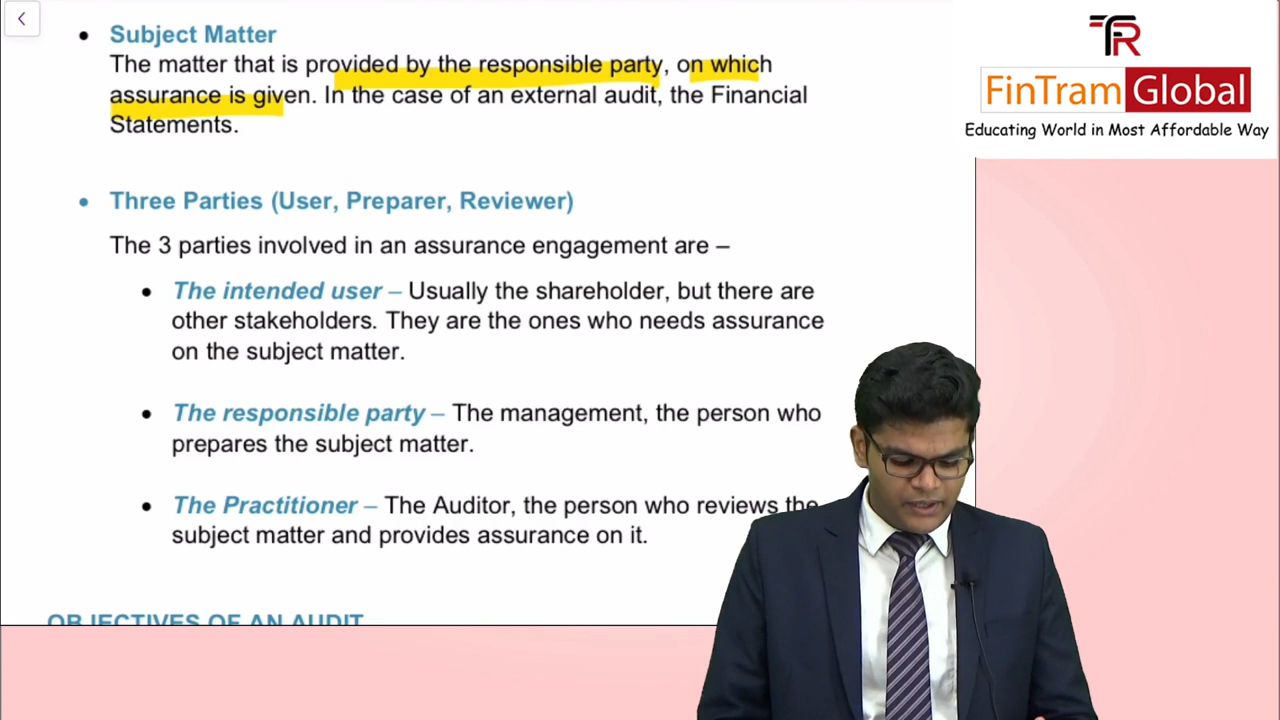 Subject Matter
The matter that is provided by the responsible party, on which
assurance is given. In the case of an external audit, the Financial
Statements.
Three Parties (User, Preparer, Reviewer)
The 3 parties involved in an assurance engagement are –
The intended user – Usually the shareholder, but there are
other stakeholders. They are the ones who needs assurance
on the subject matter.
The responsible party – The management, the person who
prepares the subject matter.
The Practitioner – The Auditor, the person who reviews the
subject matter and provides assurance on it.
OBJECTIVES OF AN AUDIT
FinTram Global
Educating World in Most Affordable Way